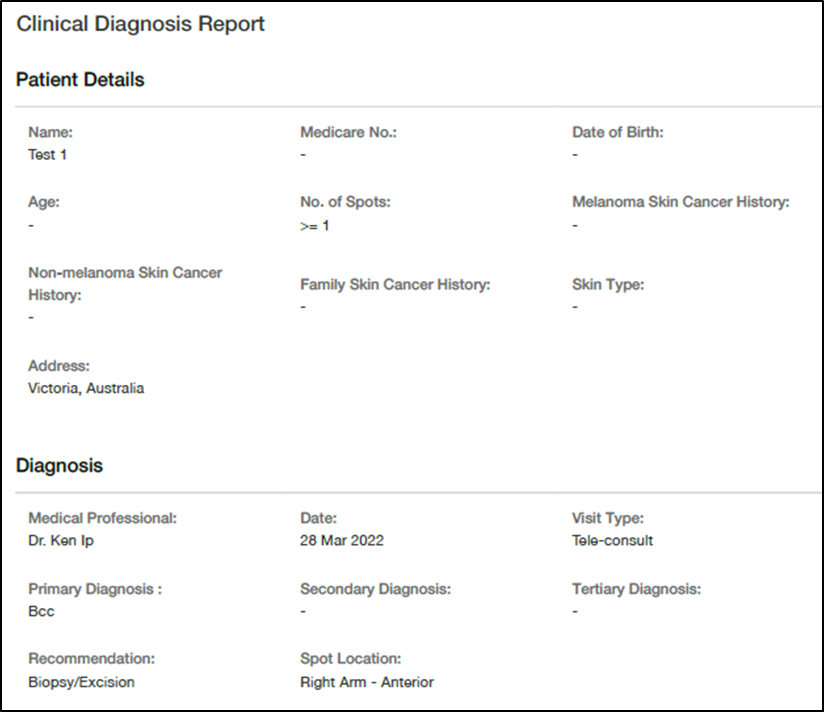 Clinical Diagnosis Report
Patient Details
Name:
Test 1
Medicare No.:
-
Date of Birth:
-
Age:
-
No. of Spots:
>= 1
Melanoma Skin Cancer History:
-
Non-melanoma Skin Cancer
History:
-
Family Skin Cancer History:
-
Skin Type:
-
Address:
Victoria, Australia
Diagnosis
Medical Professional:
Dr. Ken Ip
Date:
28 Mar 2022
Visit Type:
Tele-consult
Primary Diagnosis :
Bcc
Secondary Diagnosis:
-
Tertiary Diagnosis:
-
Recommendation:
Biopsy/Excision
Spot Location:
Right Arm - Anterior